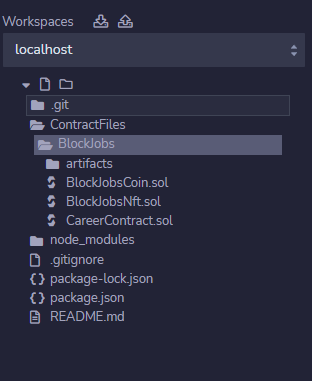 Workspaces
localhost
.git
ContractFiles
BlockJobs
artifacts
BlockJobsCoin.sol
BlockJobsNft.sol
CareerContract.sol
node_modules
.gitignore
package-lock.json
package.json
README.md